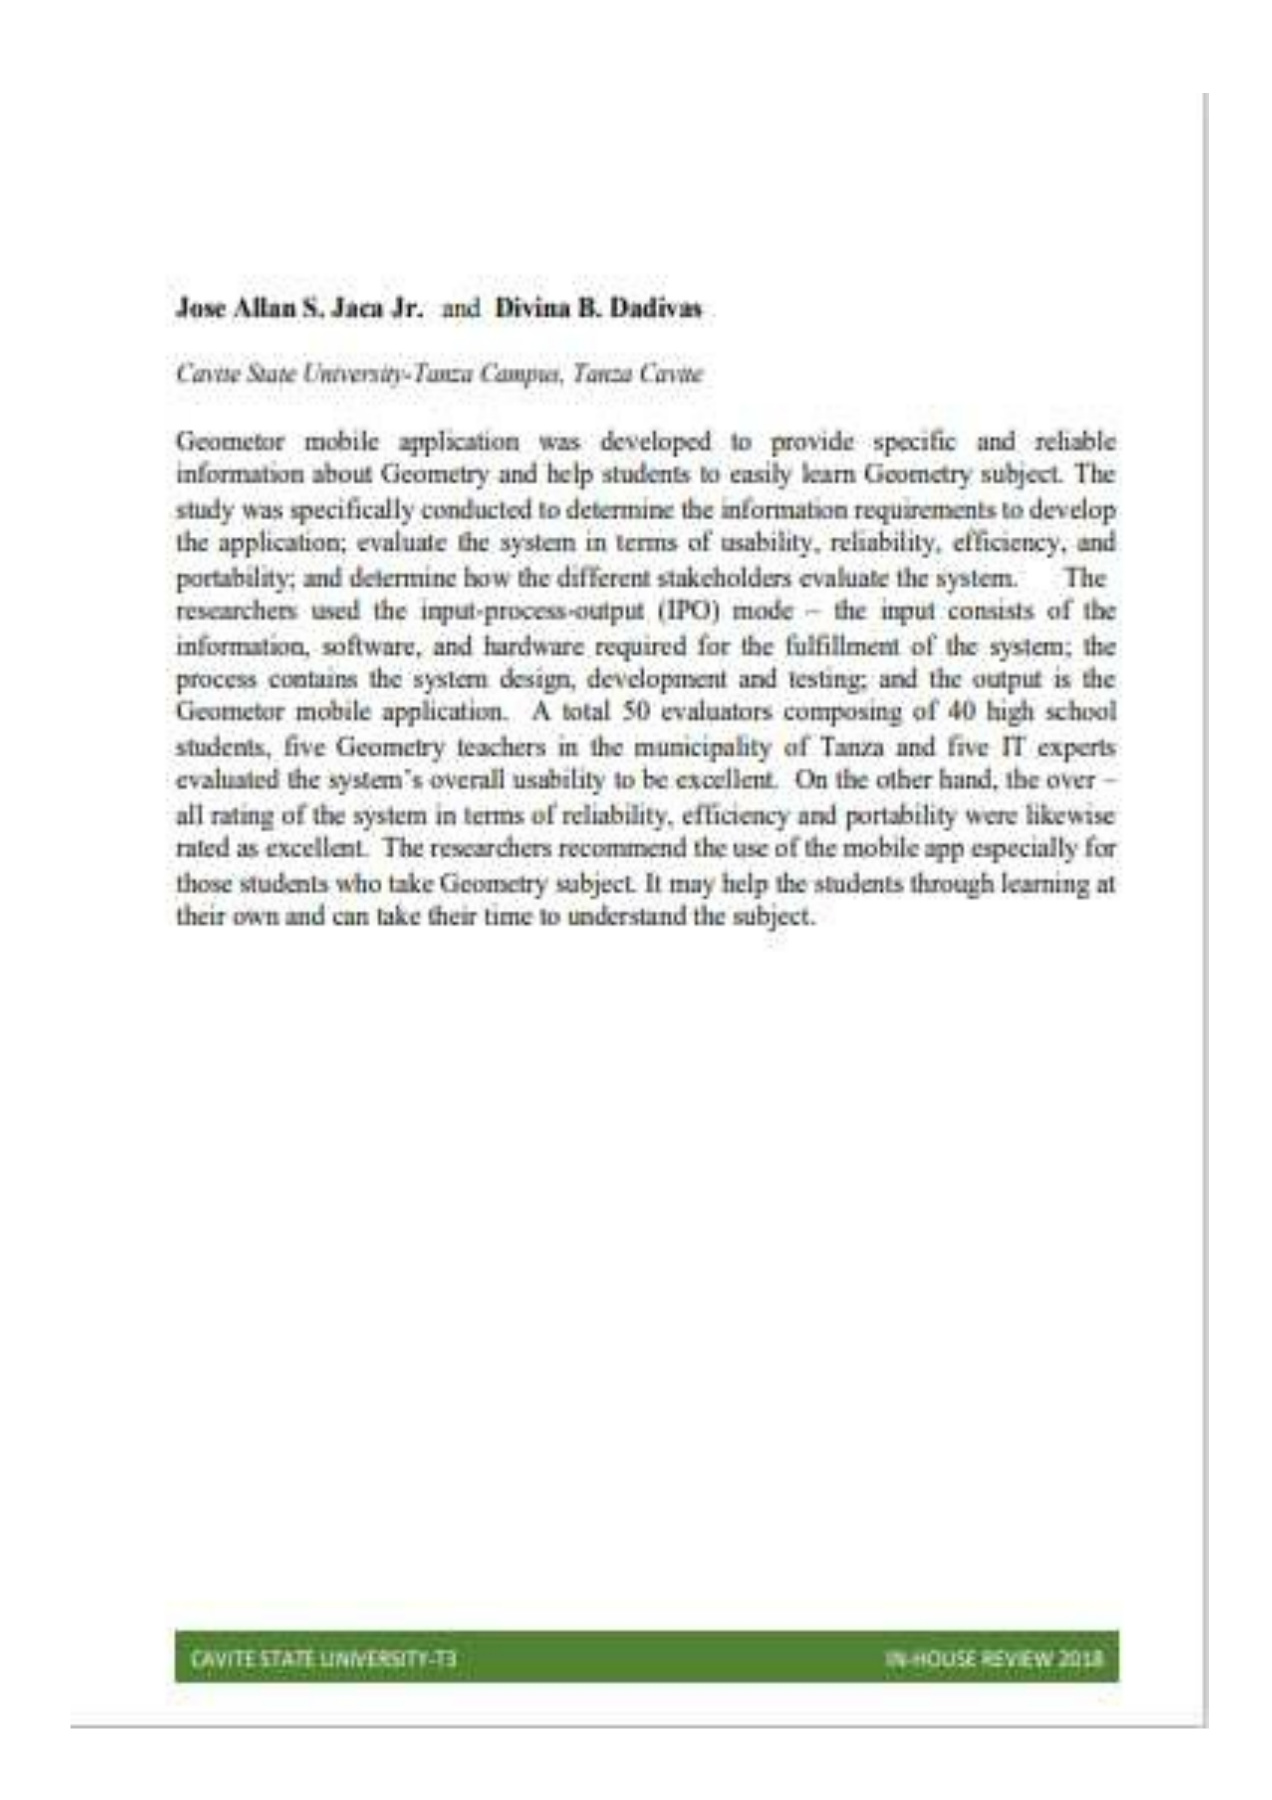 Jose Allan S. Jaca Jr. and Divina B. Dadivas
Cavite State University-Tanza Campus, Tanza Cavite
Geometor mobile application was developed to provide specific and reliable
information about Geometry and help students to easily learn Geometry subject. The
study was specifically conducted to determine the information requirements to develop
the application; evaluate the system in terms of usability, reliability, efficiency, and
portability; and determine how the different stakeholders evaluate the system. The
researchers used the input-process-output (IPO) mode – the input consists of the
information, software, and hardware required for the fulfillment of the system; the
process contains the system design, development and testing; and the output is the
Geometor mobile application. A total 50 evaluators composing of 40 high school
students, five Geometry teachers in the municipality of Tanza and five IT experts
evaluated the system's overall usability to be excellent. On the other hand, the over –
all rating of the system in terms of reliability, efficiency and portability were likewise
rated as excellent. The researchers recommend the use of the mobile app especially for
those students who take Geometry subject. It may help the students through learning at
their own and can take their time to understand the subject.
CAVITE STATE UNIVERSITY-T3 IN-HOUSE REVIEW 2018